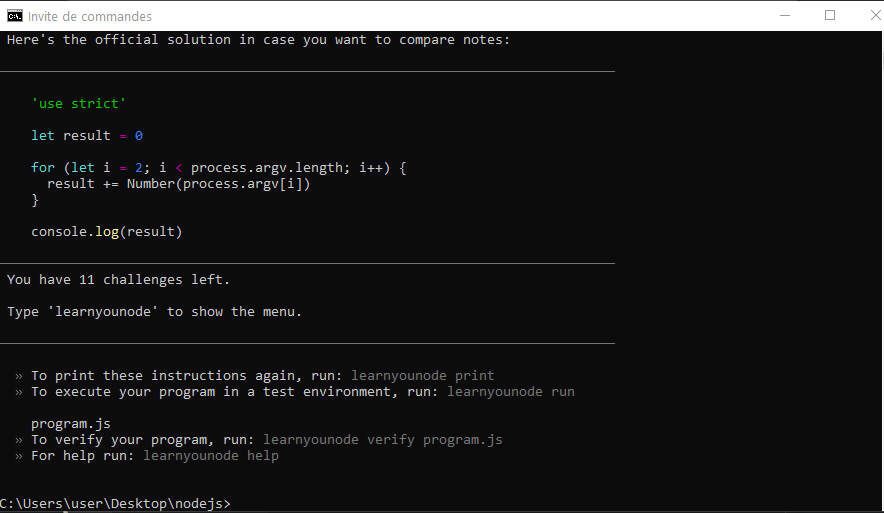 Invite de commandes
Here's the official solution in case you want to compare notes:
'use strict'
let result = 0
for (let i = 2; i < process.argv.length; i++) {
result += Number(process.argv[i])
}
console.log(result)
You have 11 challenges left.
Type 'learnyounode' to show the menu.
» To print these instructions again, run: learnyounode print
» To execute your program in a test environment, run: learnyounode run
program.js
» To verify your program, run: learnyounode verify program.js
» For help run: learnyounode help
C:\Users\user\Desktop\nodejs>